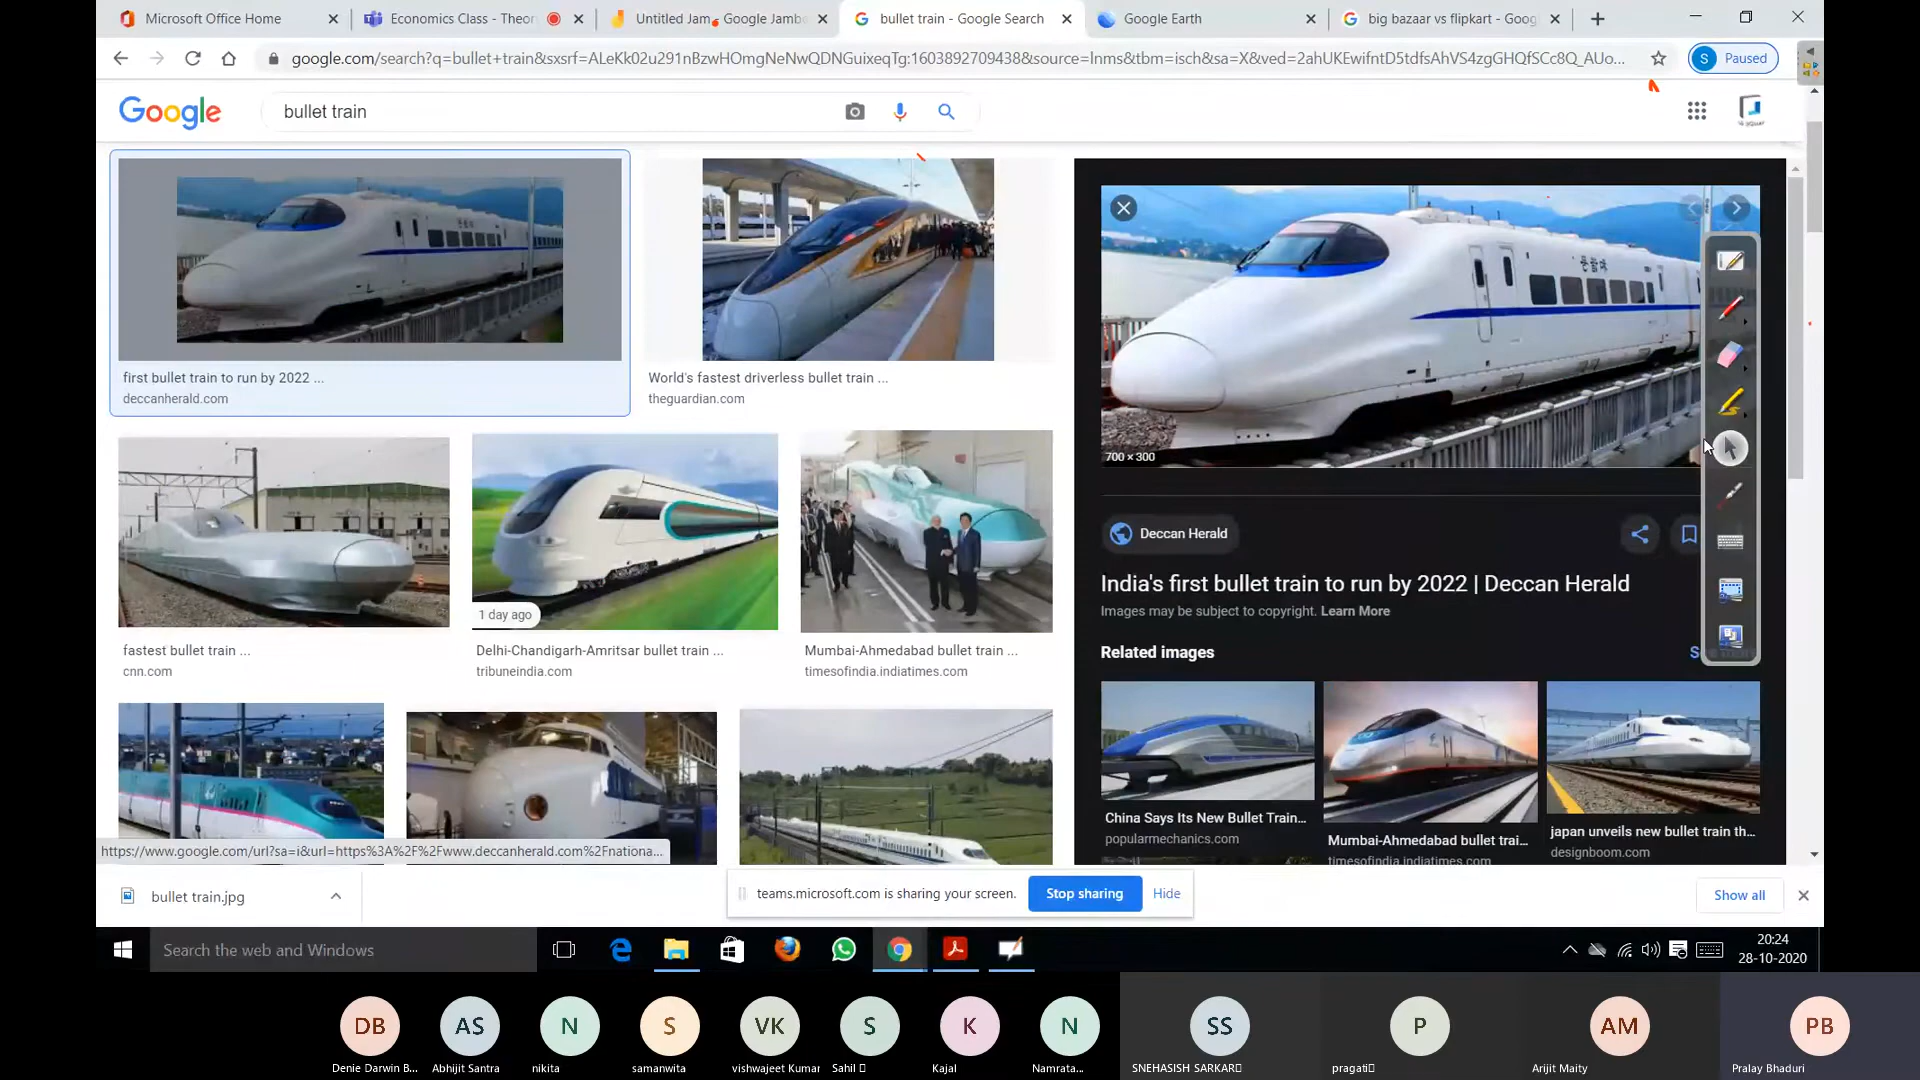 Microsoft Office Home
Economics Class - Theor
Untitled Jam - Google Jambo
bullet train - Google Search
Google Earth
big bazaar vs flipkart - Goog
google.com/search?q=bullet+train&sxsrf=ALeKk02u291nBzwHOmgNeNwQDNGuixeqTg:1603892709438&source=lnms&tbm=isch&sa=X&ved=2ahUKEwifntD5tdfsAhVS4zgGHQfSCc8Q_AUo...
S Paused
Google
bullet train
first bullet train to run by 2022 ...
deccanherald.com
World's fastest driverless bullet train ...
theguardian.com
fastest bullet train ...
cnn.com
1 day ago
Delhi-Chandigarh-Amritsar bullet train ...
tribuneindia.com
Mumbai-Ahmedabad bullet train ...
timesofindia.indiatimes.com
700 × 300
Deccan Herald
India's first bullet train to run by 2022 | Deccan Herald
Images may be subject to copyright. Learn More
Related images
China Says Its New Bullet Train...
popularmechanics.com
Mumbai-Ahmedabad bullet trai...
timesofindia.indiatimes.com
japan unveils new bullet train th...
designboom.com
https://www.google.com/url?sa=i&url=https%3A%2F%2Fwww.deccanherald.com%2Fnationa...
bullet train.jpg
teams.microsoft.com is sharing your screen.
Stop sharing
Hide
Show all
Search the web and Windows
20:24
28-10-2020
DB
AS
N
S
VK
S
K
N
SS
P
AM
PB
Denie Darwin B...
Abhijit Santra
nikita
samanwita
vishwajeet Kumar
Sahil
Kajal
Namrata...
SNEHASISH SARKAR
pragati
Arijit Maity
Pralay Bhaduri